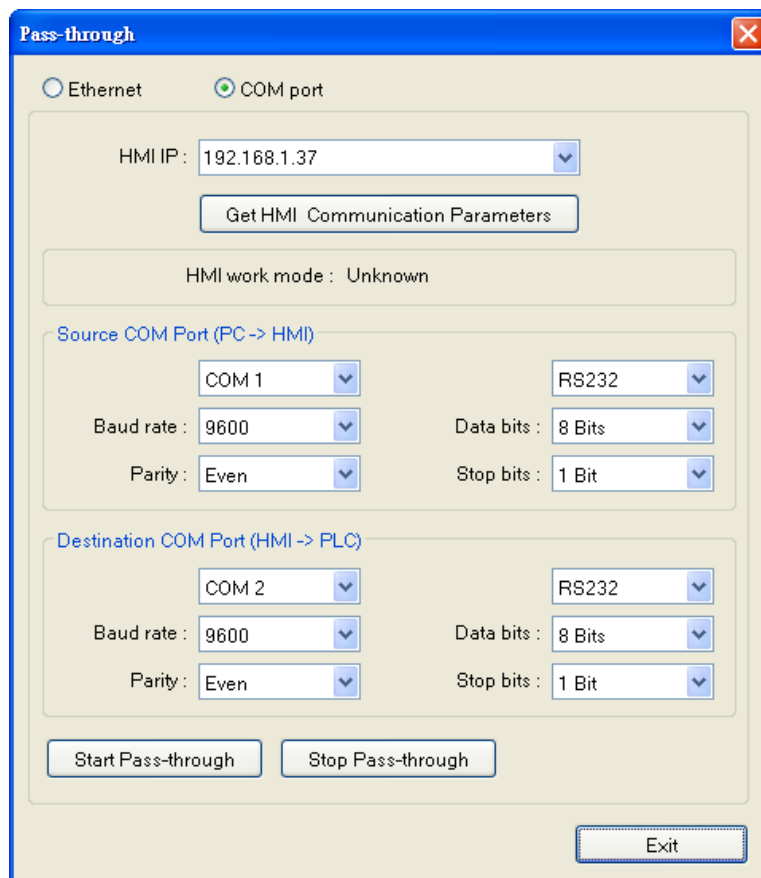 Pass-through
Ethernet COM port
HMI IP : 192.168.1.37
Get HMI Communication Parameters
HMI work mode : Unknown
Source COM Port (PC -> HMI)
COM 1 RS232
Baud rate : 9600 Data bits : 8 Bits
Parity : Even Stop bits : 1 Bit
Destination COM Port (HMI -> PLC)
COM 2 RS232
Baud rate : 9600 Data bits : 8 Bits
Parity : Even Stop bits : 1 Bit
Start Pass-through Stop Pass-through
Exit